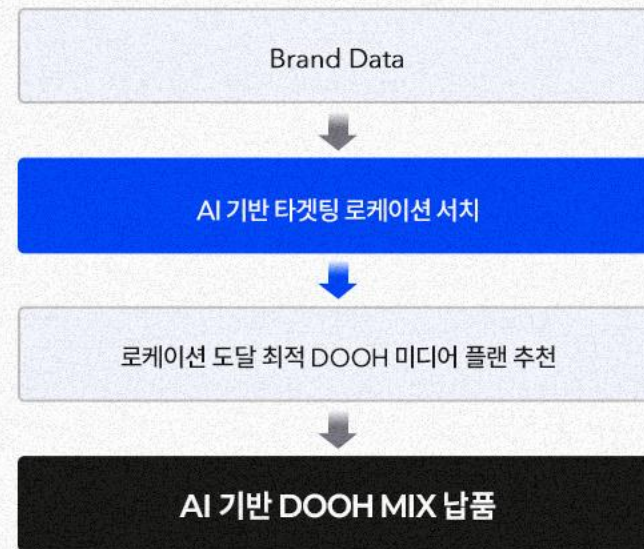 Brand Data
AI 기반 타겟팅 로케이션 서치
로케이션 도달 최적 DOOH 미디어 플랜 추천
AI 기반 DOOH MIX 납품